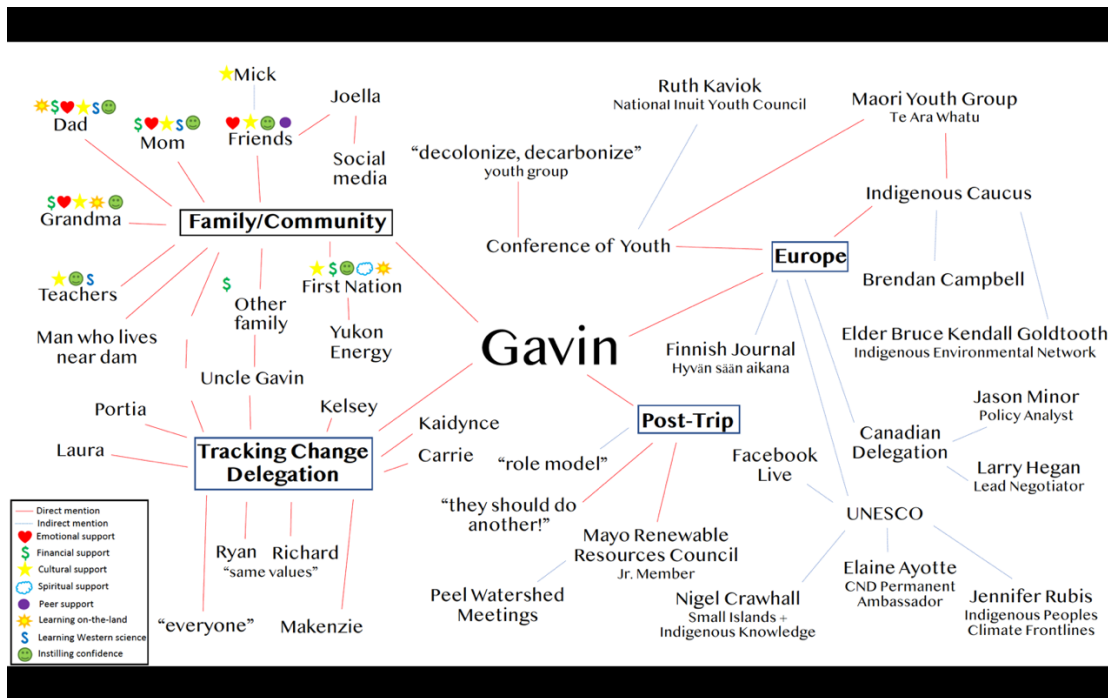 Mick
Dad
Mom
Friends
Joella
Social
media
Grandma
Family/Community
Teachers
Man who lives
near dam
$
Other
family
First Nation
Yukon
Energy
Uncle Gavin
Gavin
Ruth Kaviok
National Inuit Youth Council
Maori Youth Group
Te Ara Whatu
“decolonize, decarbonize”
youth group
Indigenous Caucus
Conference of Youth
Europe
Brendan Campbell
Finnish Journal
Hyvän sään aikana
Elder Bruce Kendall Goldtooth
Indigenous Environmental Network
Jason Minor
Policy Analyst
Canadian
Delegation
Larry Hegan
Lead Negotiator
Facebook
Live
UNESCO
Nigel Crawhall
Small Islands +
Indigenous Knowledge
Elaine Ayotte
CND Permanent
Ambassador
Jennifer Rubis
Indigenous Peoples
Climate Frontlines
Post-Trip
“role model”
“they should do
another!”
Mayo Renewable
Resources Council
Jr. Member
Peel Watershed
Meetings
Portia
Laura
Kelsey
Kaidynce
Carrie
Tracking Change
Delegation
Ryan
Richard
“same values”
“everyone”
Makenzie
Direct mention
Indirect mention
Emotional support
$ Financial support
Cultural support
Spiritual support
Peer support
Learning on-the-land
S Learning Western science
Instilling confidence